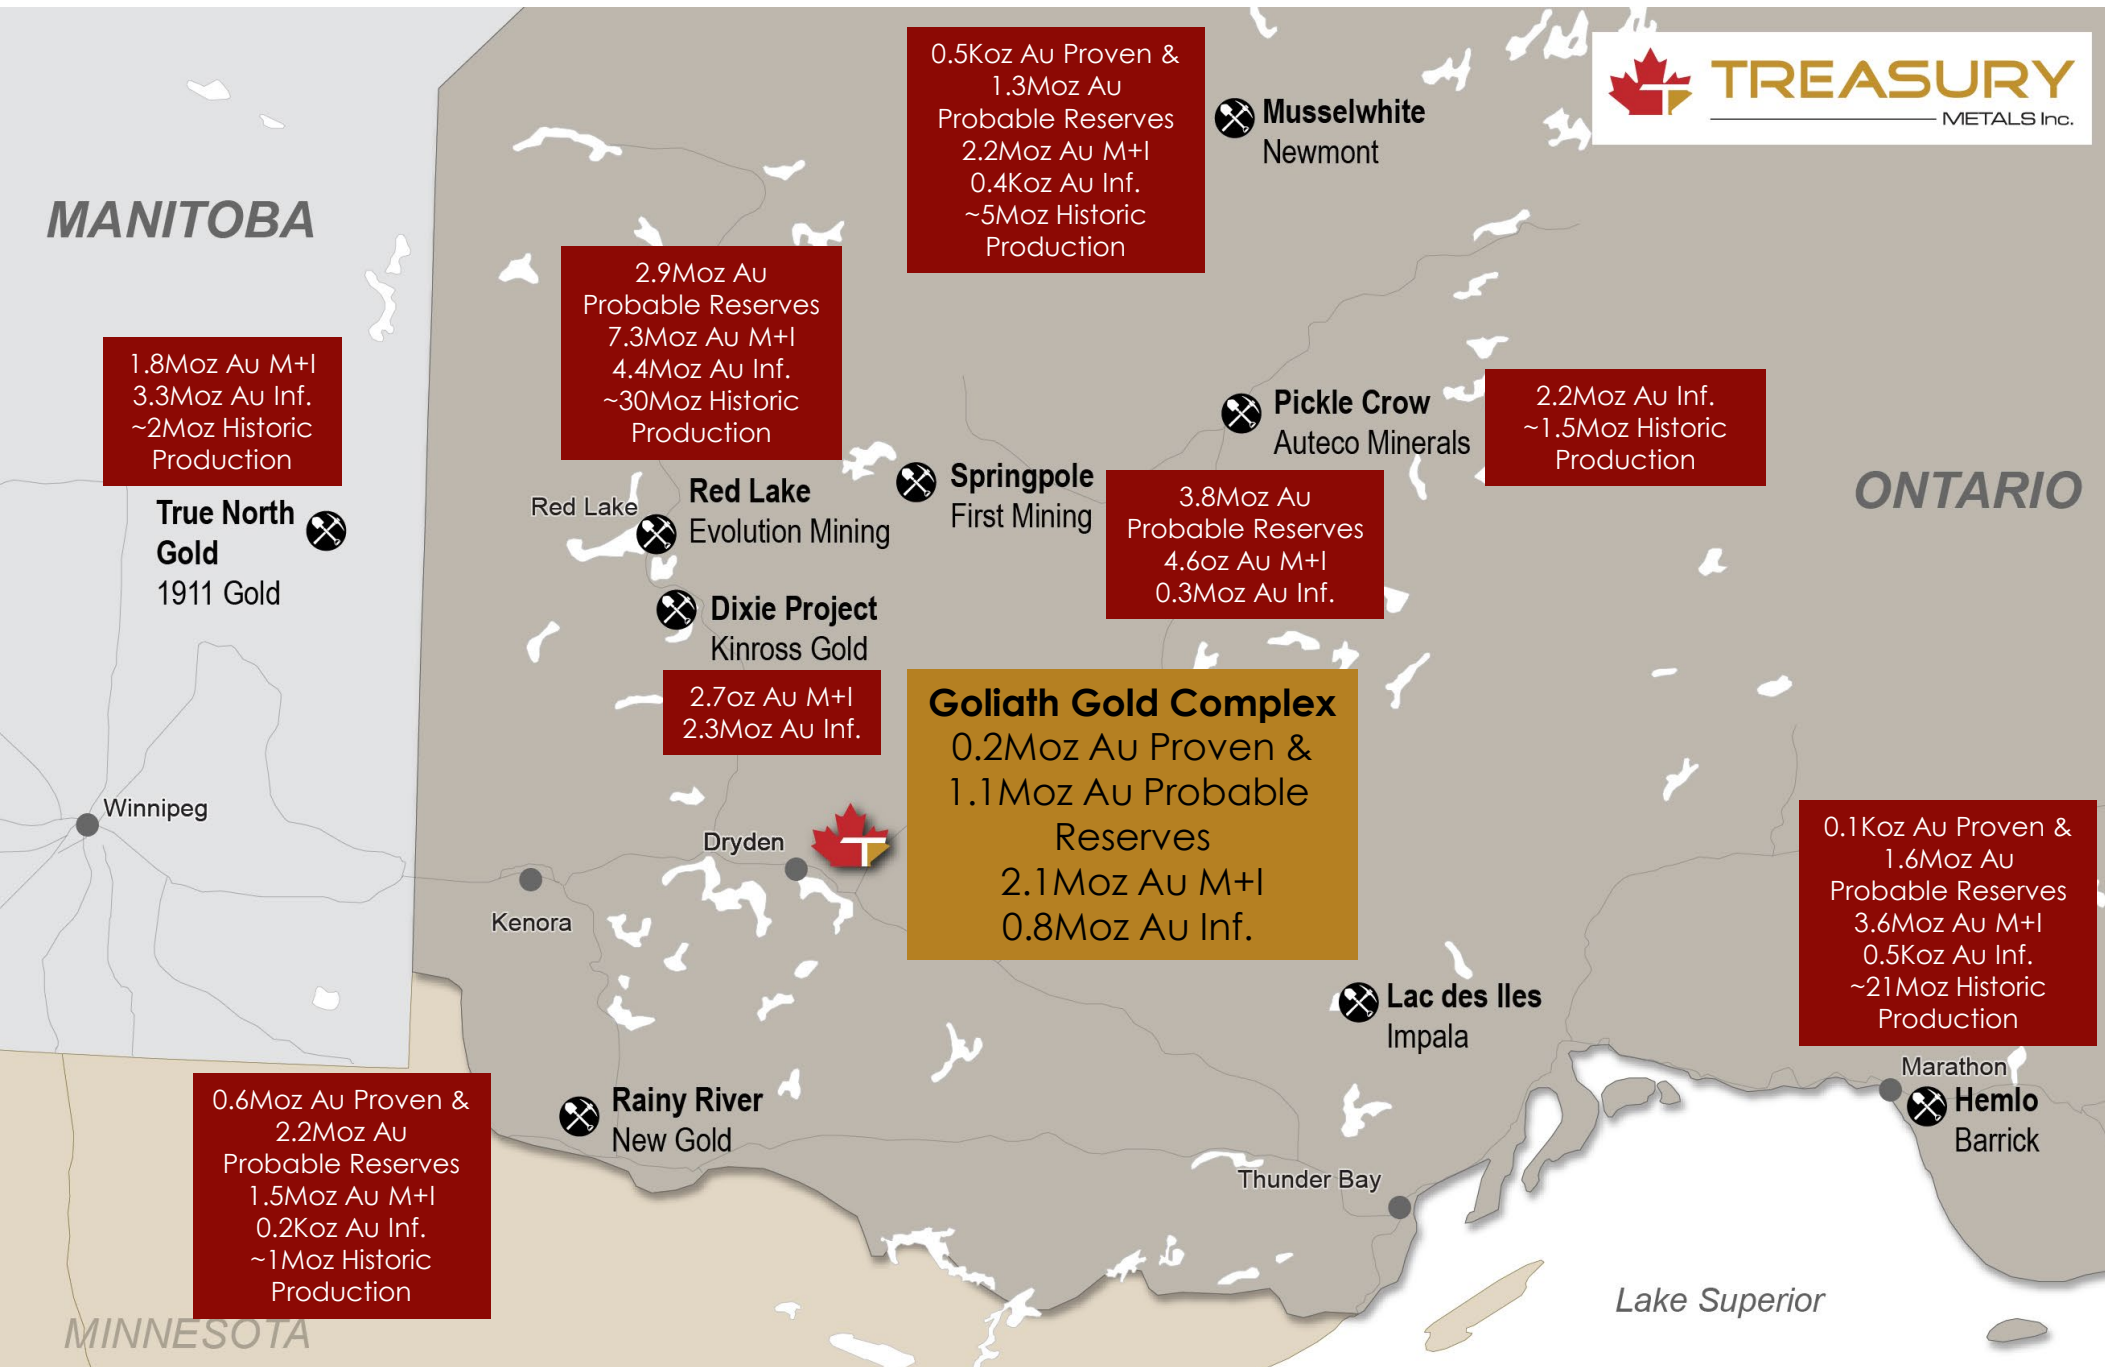 TREASURY
METALS Inc.
0.5Koz Au Proven &
1.3Moz Au
Probable Reserves
2.2Moz Au M+I
0.4Koz Au Inf.
~5Moz Historic
Production
Musselwhite
Newmont
MANITOBA
2.9Moz Au
Probable Reserves
7.3Moz Au M+I
4.4Moz Au Inf.
~30Moz Historic
Production
1.8Moz Au M+I
3.3Moz Au Inf.
~2Moz Historic
Production
True North
Gold
1911 Gold
Red Lake
Red Lake
Evolution Mining
Springpole
First Mining
Pickle Crow
Auteco Minerals
2.2Moz Au Inf.
~1.5Moz Historic
Production
3.8Moz Au
Probable Reserves
4.6oz Au M+I
0.3Moz Au Inf.
ONTARIO
Dixie Project
Kinross Gold
2.7oz Au M+I
2.3Moz Au Inf.
Goliath Gold Complex
0.2Moz Au Proven &
1.1Moz Au Probable
Reserves
2.1Moz Au M+I
0.8Moz Au Inf.
Winnipeg
Dryden
T
Kenora
0.1Koz Au Proven &
1.6Moz Au
Probable Reserves
3.6Moz Au M+I
0.5Koz Au Inf.
~21Moz Historic
Production
Lac des Iles
Impala
Marathon
Hemlo
Barrick
0.6Moz Au Proven &
2.2Moz Au
Probable Reserves
1.5Moz Au M+I
0.2Koz Au Inf.
~1Moz Historic
Production
Rainy River
New Gold
Thunder Bay
Lake Superior
MINNESOTA